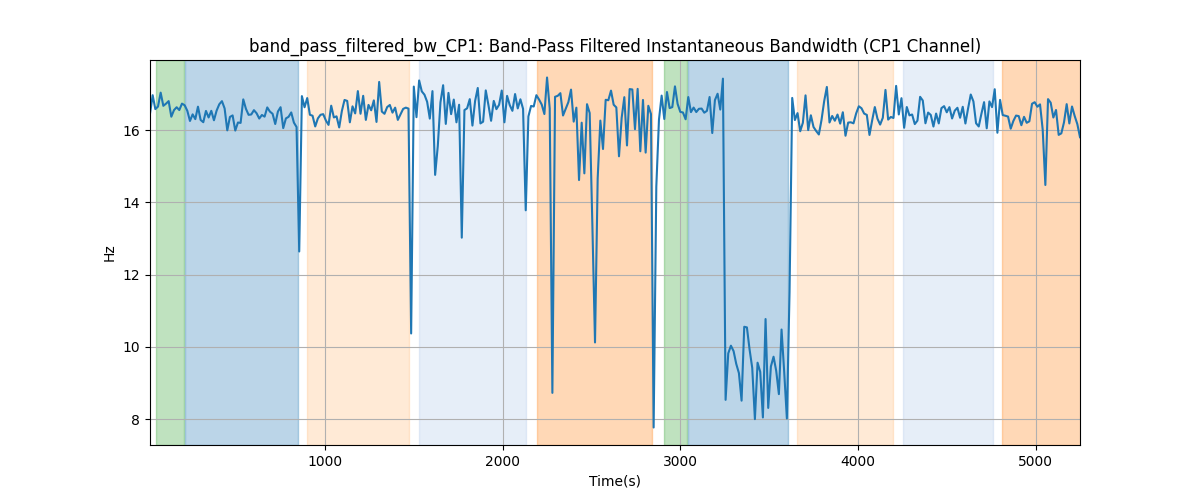 band_pass_filtered_bw_CP1: Band-Pass Filtered Instantaneous Bandwidth (CP1 Channel)
16
14
12
10
8
Hz
1000 2000 3000 4000 5000
Time(s)